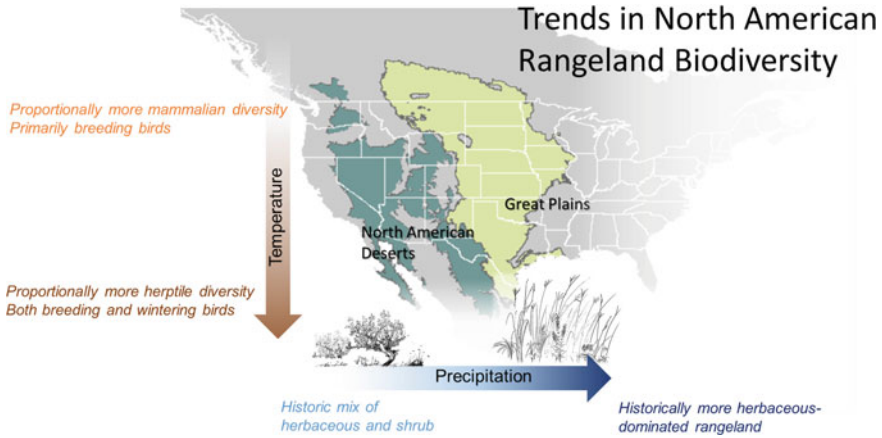 Trends in North American
Rangeland Biodiversity
Proportionally more mammalian diversity
Primarily breeding birds
Temperature
Great Plains
North American
Deserts
Proportionally more herptile diversity
Both breeding and wintering birds
Precipitation
Historic mix of
herbaceous and shrub
Historically more herbaceous-
dominated rangeland